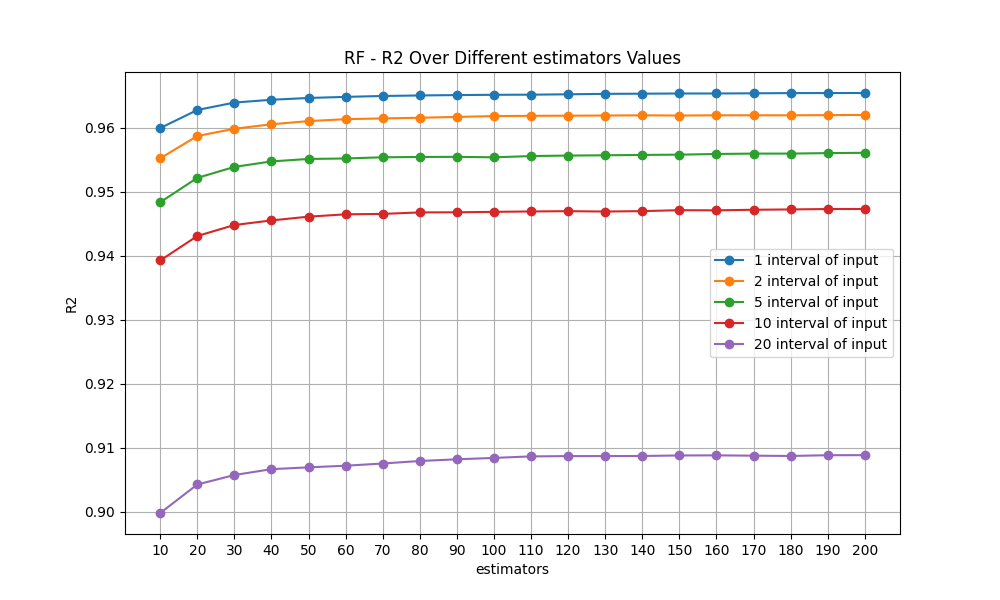 RF - R2 Over Different estimators Values
R2
0.96
0.95
0.94
0.93
0.92
0.91
0.90
1 interval of input
2 interval of input
5 interval of input
10 interval of input
20 interval of input
10 20 30 40 50 60 70 80 90 100 110 120 130 140 150 160 170 180 190 200
estimators